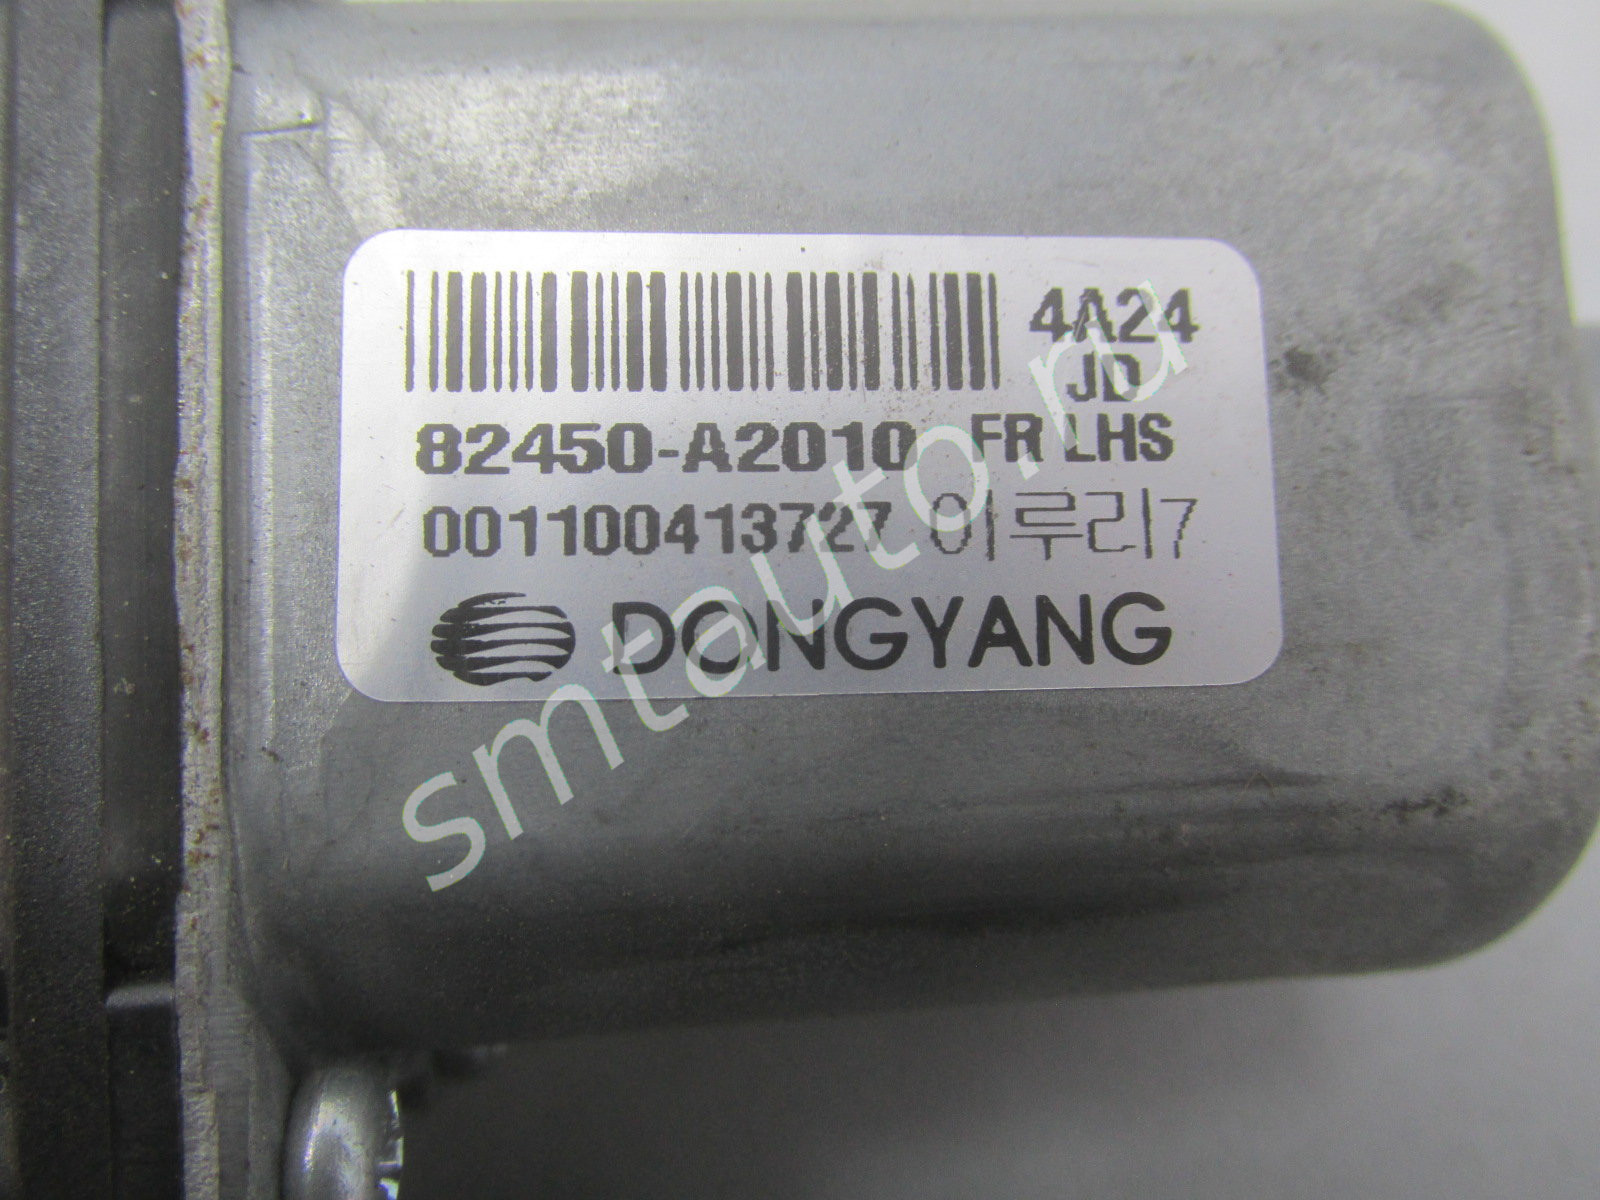 4A24
JD
82450-A2010 FR LHS
001100413727 이루리7
DONGYANG
smtauto.ru